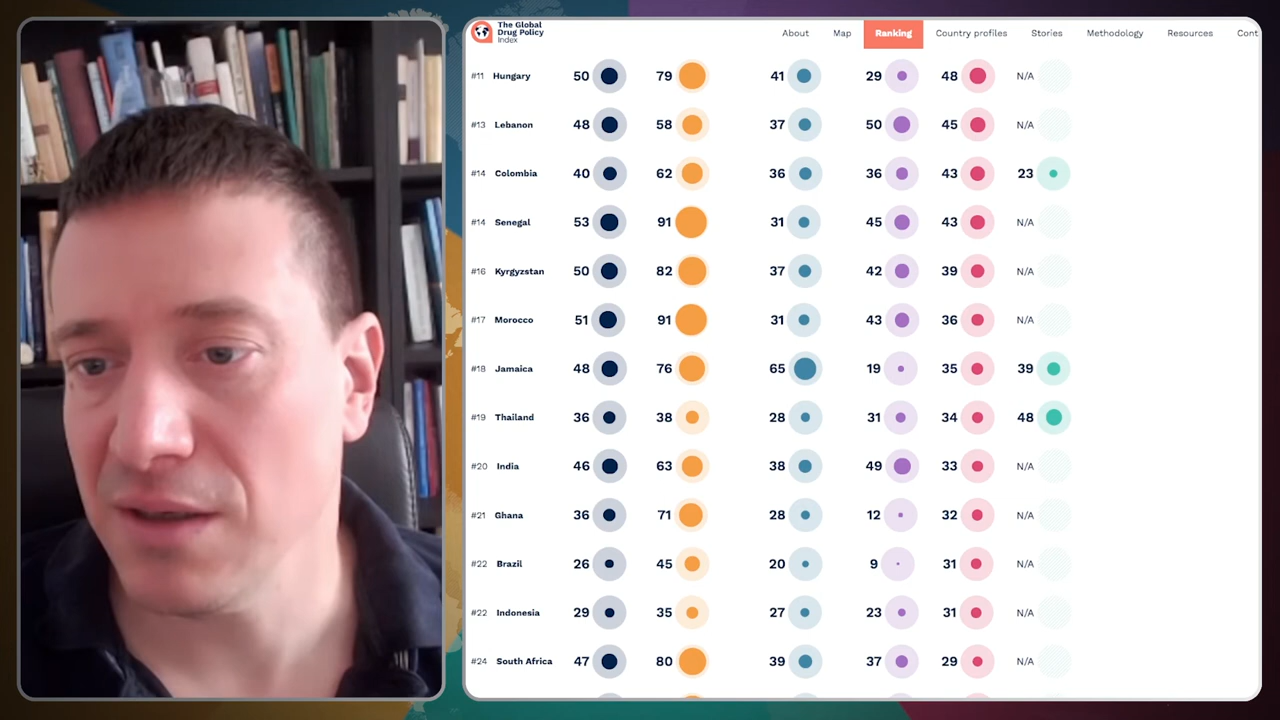 The Global
Drug Policy
Index
About Map Ranking Country profiles Stories Methodology Resources Cont
#11 Hungary 50 79 41 29 48 N/A
#13 Lebanon 48 58 37 50 45 N/A
#14 Colombia 40 62 36 36 43 23
#14 Senegal 53 91 31 45 43 N/A
#16 Kyrgyzstan 50 82 37 42 39 N/A
#17 Morocco 51 91 31 43 36 N/A
#18 Jamaica 48 76 65 19 35 39
#19 Thailand 36 38 28 31 34 48
#20 India 46 63 38 49 33 N/A
#21 Ghana 36 71 28 12 32 N/A
#22 Brazil 26 45 20 9 31 N/A
#22 Indonesia 29 35 27 23 31 N/A
#24 South Africa 47 80 39 37 29 N/A